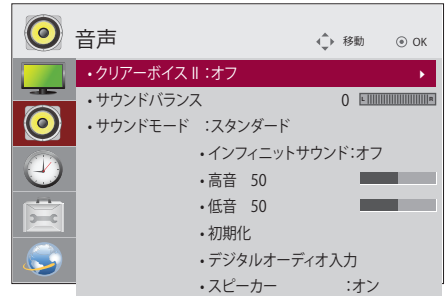 音声 移動 OK
・クリアーボイス II :オフ
・サウンドバランス 0 L R
・サウンドモード :スタンダード
・インフィニットサウンド:オフ
・高音 50
・低音 50
・初期化
・デジタルオーディオ入力
・スピーカー :オン